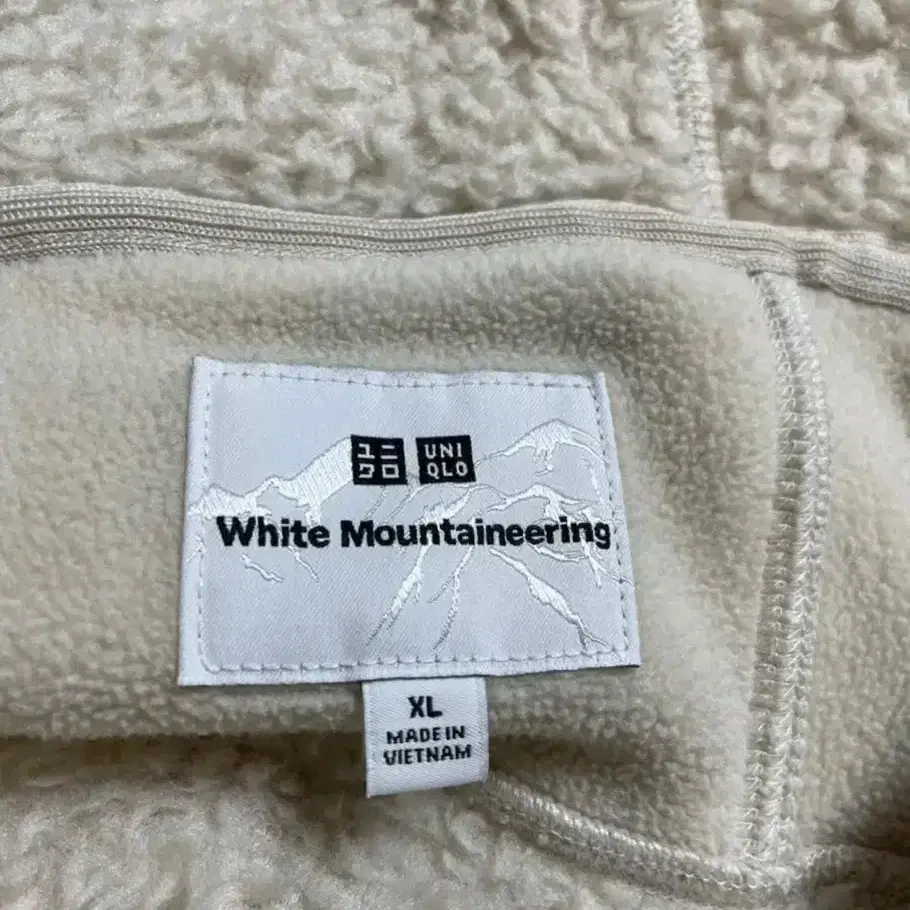 ユニ UNI
クロ QLO
White Mountaineering
XL
MADE IN
VIETNAM